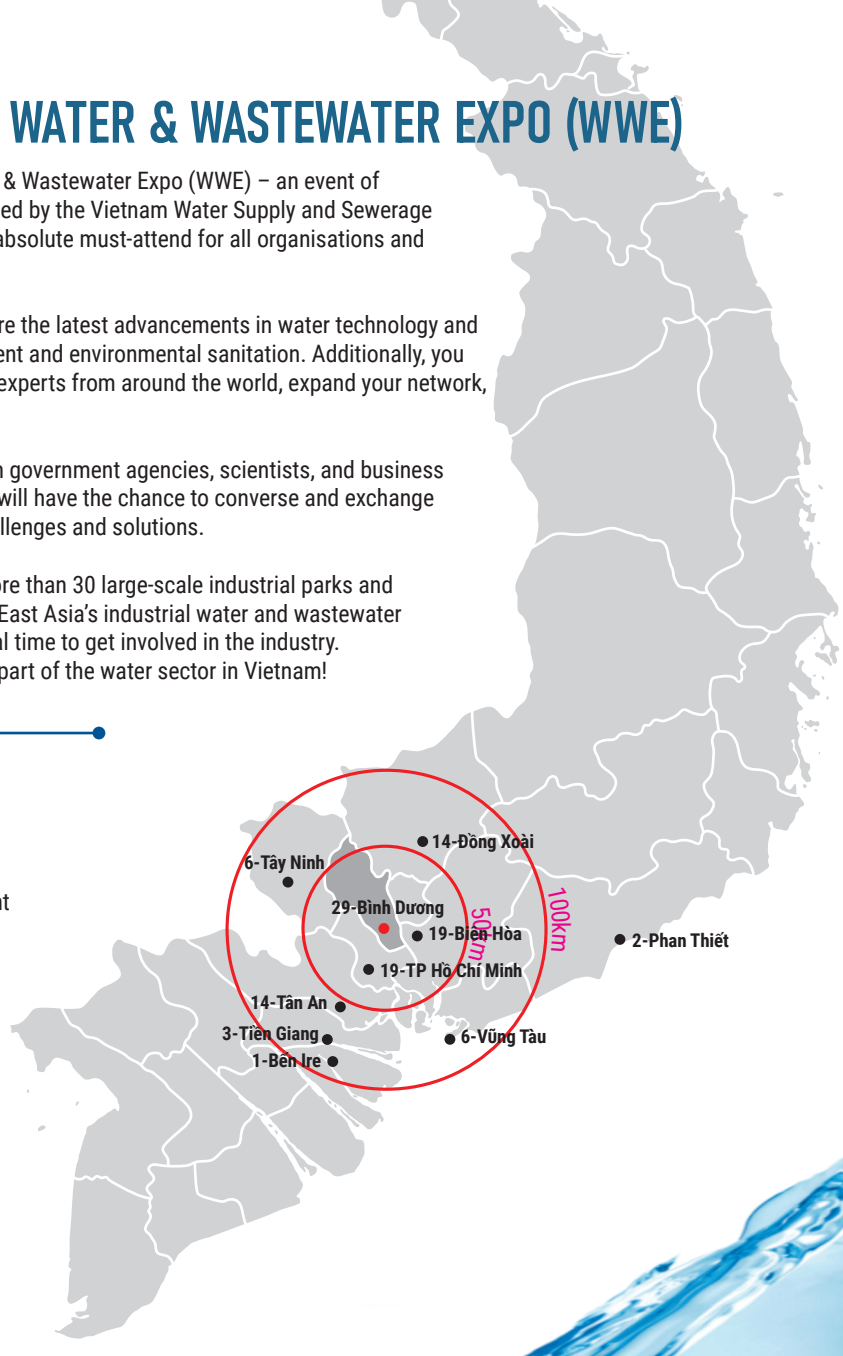 WATER & WASTEWATER EXPO (WWE)
& Wastewater Expo (WWE) – an event of
ed by the Vietnam Water Supply and Sewerage
absolute must-attend for all organisations and
re the latest advancements in water technology and
ent and environmental sanitation. Additionally, you
experts from around the world, expand your network,
n government agencies, scientists, and business
will have the chance to converse and exchange
llenges and solutions.
ore than 30 large-scale industrial parks and
East Asia’s industrial water and wastewater
al time to get involved in the industry.
part of the water sector in Vietnam!
14-Đồng Xoài
6-Tây Ninh
nt
29-Bình Dương
50km
100km
19-Biên Hòa
2-Phan Thiết
19-TP Hồ Chí Minh
14-Tân An
3-Tiền Giang
6-Vũng Tàu
1-Bến Ire